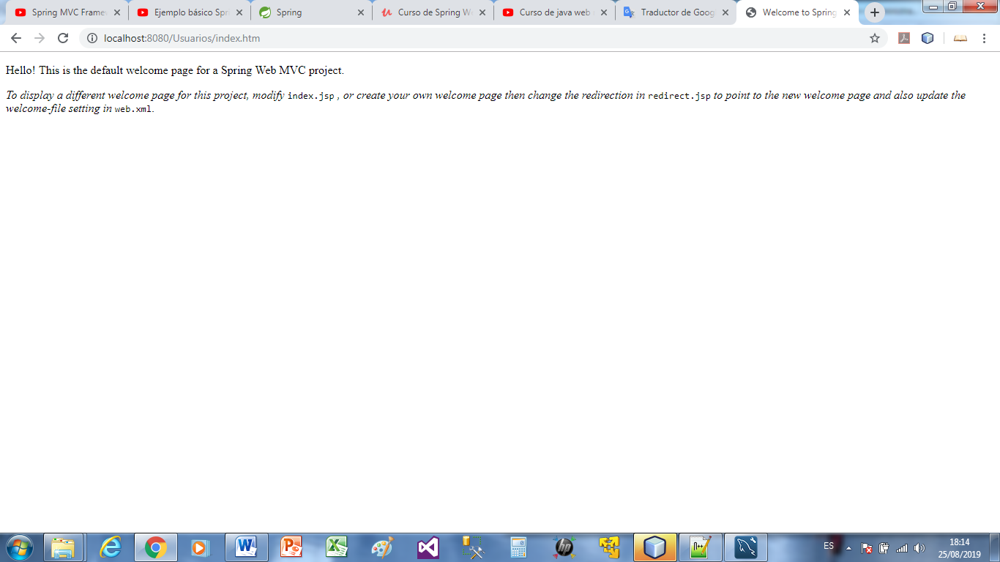 Spring MVC Frame
Ejemplo básico Spri
Spring
Curso de Spring W
Curso de java web
Traductor de Goog
Welcome to Spring
localhost:8080/Usuarios/index.htm
Hello! This is the default welcome page for a Spring Web MVC project.
To display a different welcome page for this project, modify index.jsp , or create your own welcome page then change the redirection in redirect.jsp to point to the new welcome page and also update the
welcome-file setting in web.xml.
ES
18:14
25/08/2019